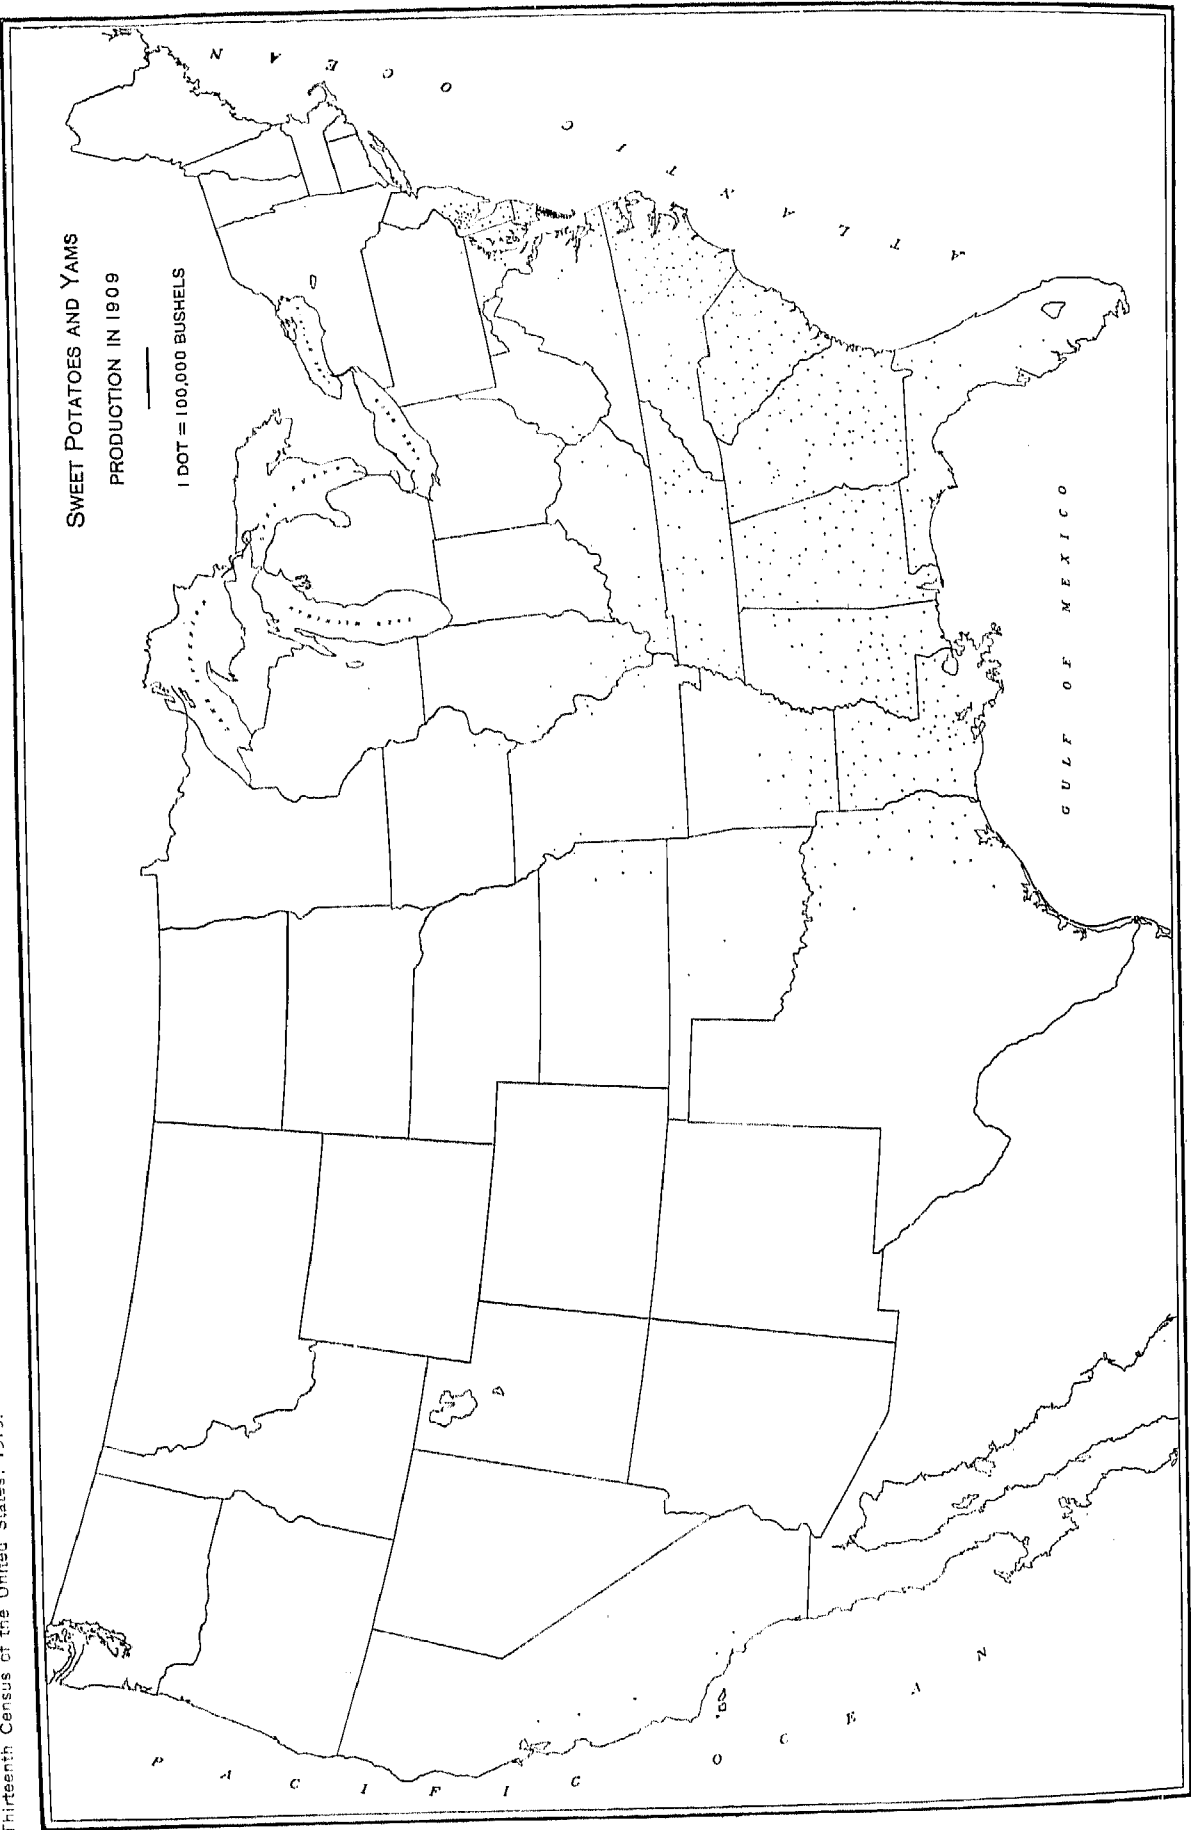 Thirteenth Census of the United States, 1913.
SWEET POTATOES AND YAMS
PRODUCTION IN 1909
1 DOT = 100,000 BUSHELS
PACIFIC OCEAN
ATLANTIC OCEAN
GULF OF MEXICO